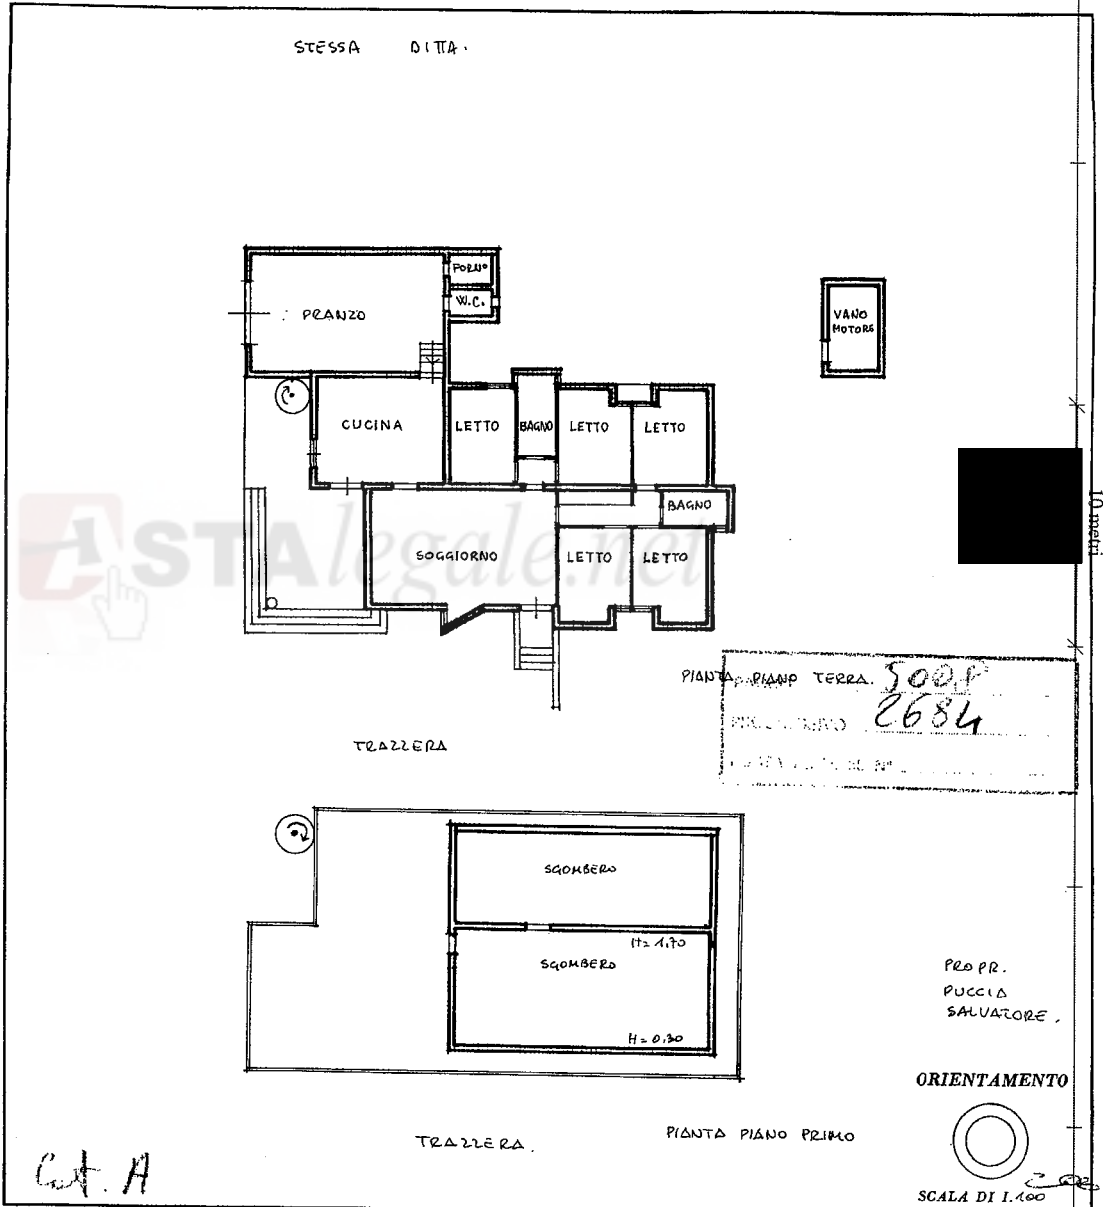 STESSA DITTA.
FORNO
W.C.
PRANZO
VANO
MOTORE
CUCINA
LETTO
BAGNO
LETTO
LETTO
BAGNO
10 metri
ASTAlegale.net
SOGGIORNO
LETTO
LETTO
PIANTA PIANO TERRA.
2684
TRAZZERA
SGOMBERO
H= 1,70
SGOMBERO
H= 0,30
PROPR.
PUCCIA
SALVATORE.
ORIENTAMENTO
TRAZZERA.
PIANTA PIANO PRIMO
Cat. A
SCALA DI 1.